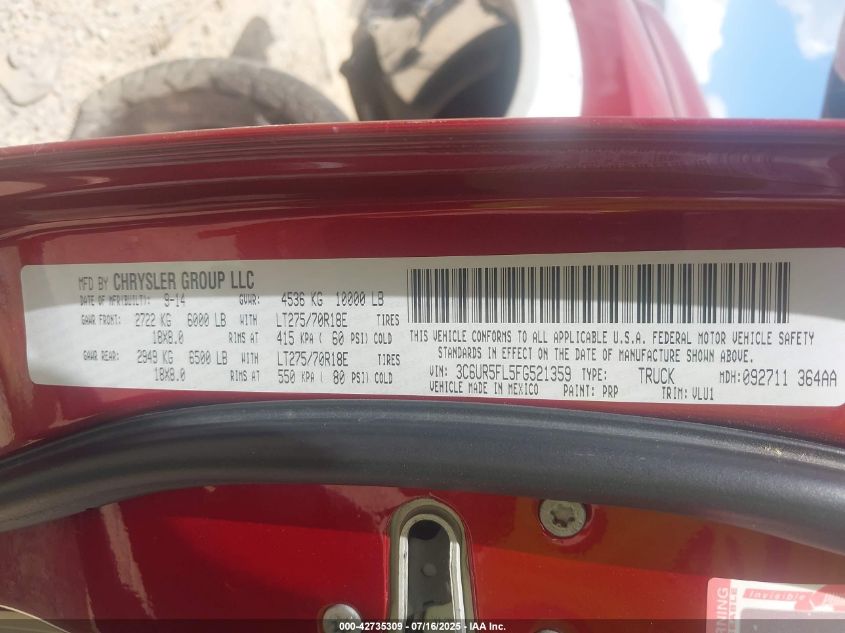 MFD BY CHRYSLER GROUP LLC
DATE OF MFR(BUILT): 9-14 GVWR: 4536 KG 10000 LB
GAWR FRONT: 2722 KG 6000 LB WITH LT275/70R18E TIRES
18X8.0 RIMS AT 415 KPA ( 60 PSI) COLD
GAWR REAR: 2949 KG 6500 LB WITH LT275/70R18E TIRES
18X8.0 RIMS AT 550 KPA ( 80 PSI) COLD
THIS VEHICLE CONFORMS TO ALL APPLICABLE U.S.A. FEDERAL MOTOR VEHICLE SAFETY
STANDARDS IN EFFECT ON THE DATE OF MANUFACTURE SHOWN ABOVE.
VIN: 3C6UR5FL5FG521359 TYPE: TRUCK MDH:092711 364AA
VEHICLE MADE IN MEXICO PAINT: PRP TRIM: VLU1
Invisible
000-42735309 - 07/16/2025 - IAA Inc.